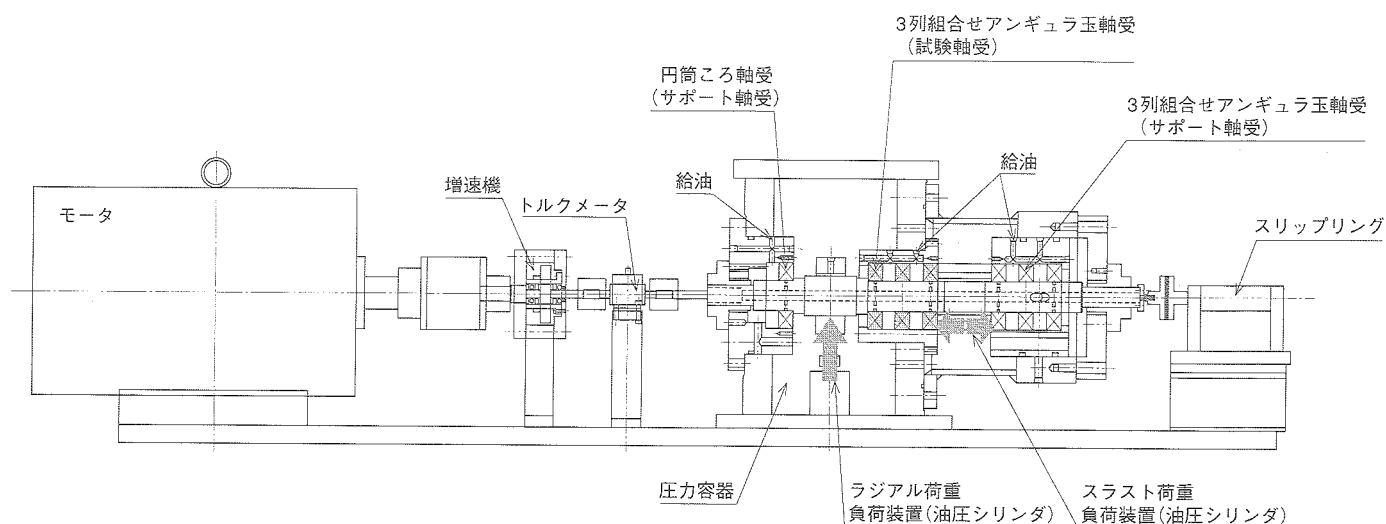 3列組合せアンギュラ玉軸受
(試験軸受)
円筒ころ軸受
(サポート軸受)
3列組合せアンギュラ玉軸受
(サポート軸受)
給油
給油
増速機
トルクメータ
モータ
スリップリング
圧力容器
ラジアル荷重
負荷装置(油圧シリンダ)
スラスト荷重
負荷装置(油圧シリンダ)